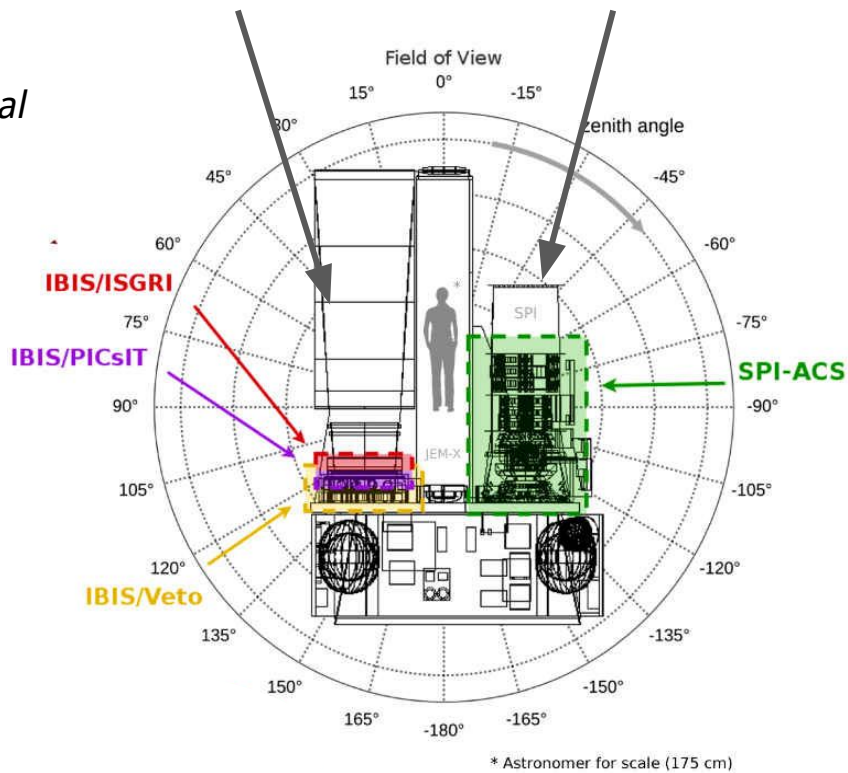 Field of View
0°
15°
-15°
al
30°
zenith angle
45°
-45°
60°
-60°
IBIS/ISGRI
*
SPI
75°
-75°
IBIS/PICsIT
SPI-ACS
90°
-90°
JEM-X
105°
-105°
120°
-120°
IBIS/Veto
135°
-135°
150°
-150°
165°
-165°
-180°
* Astronomer for scale (175 cm)